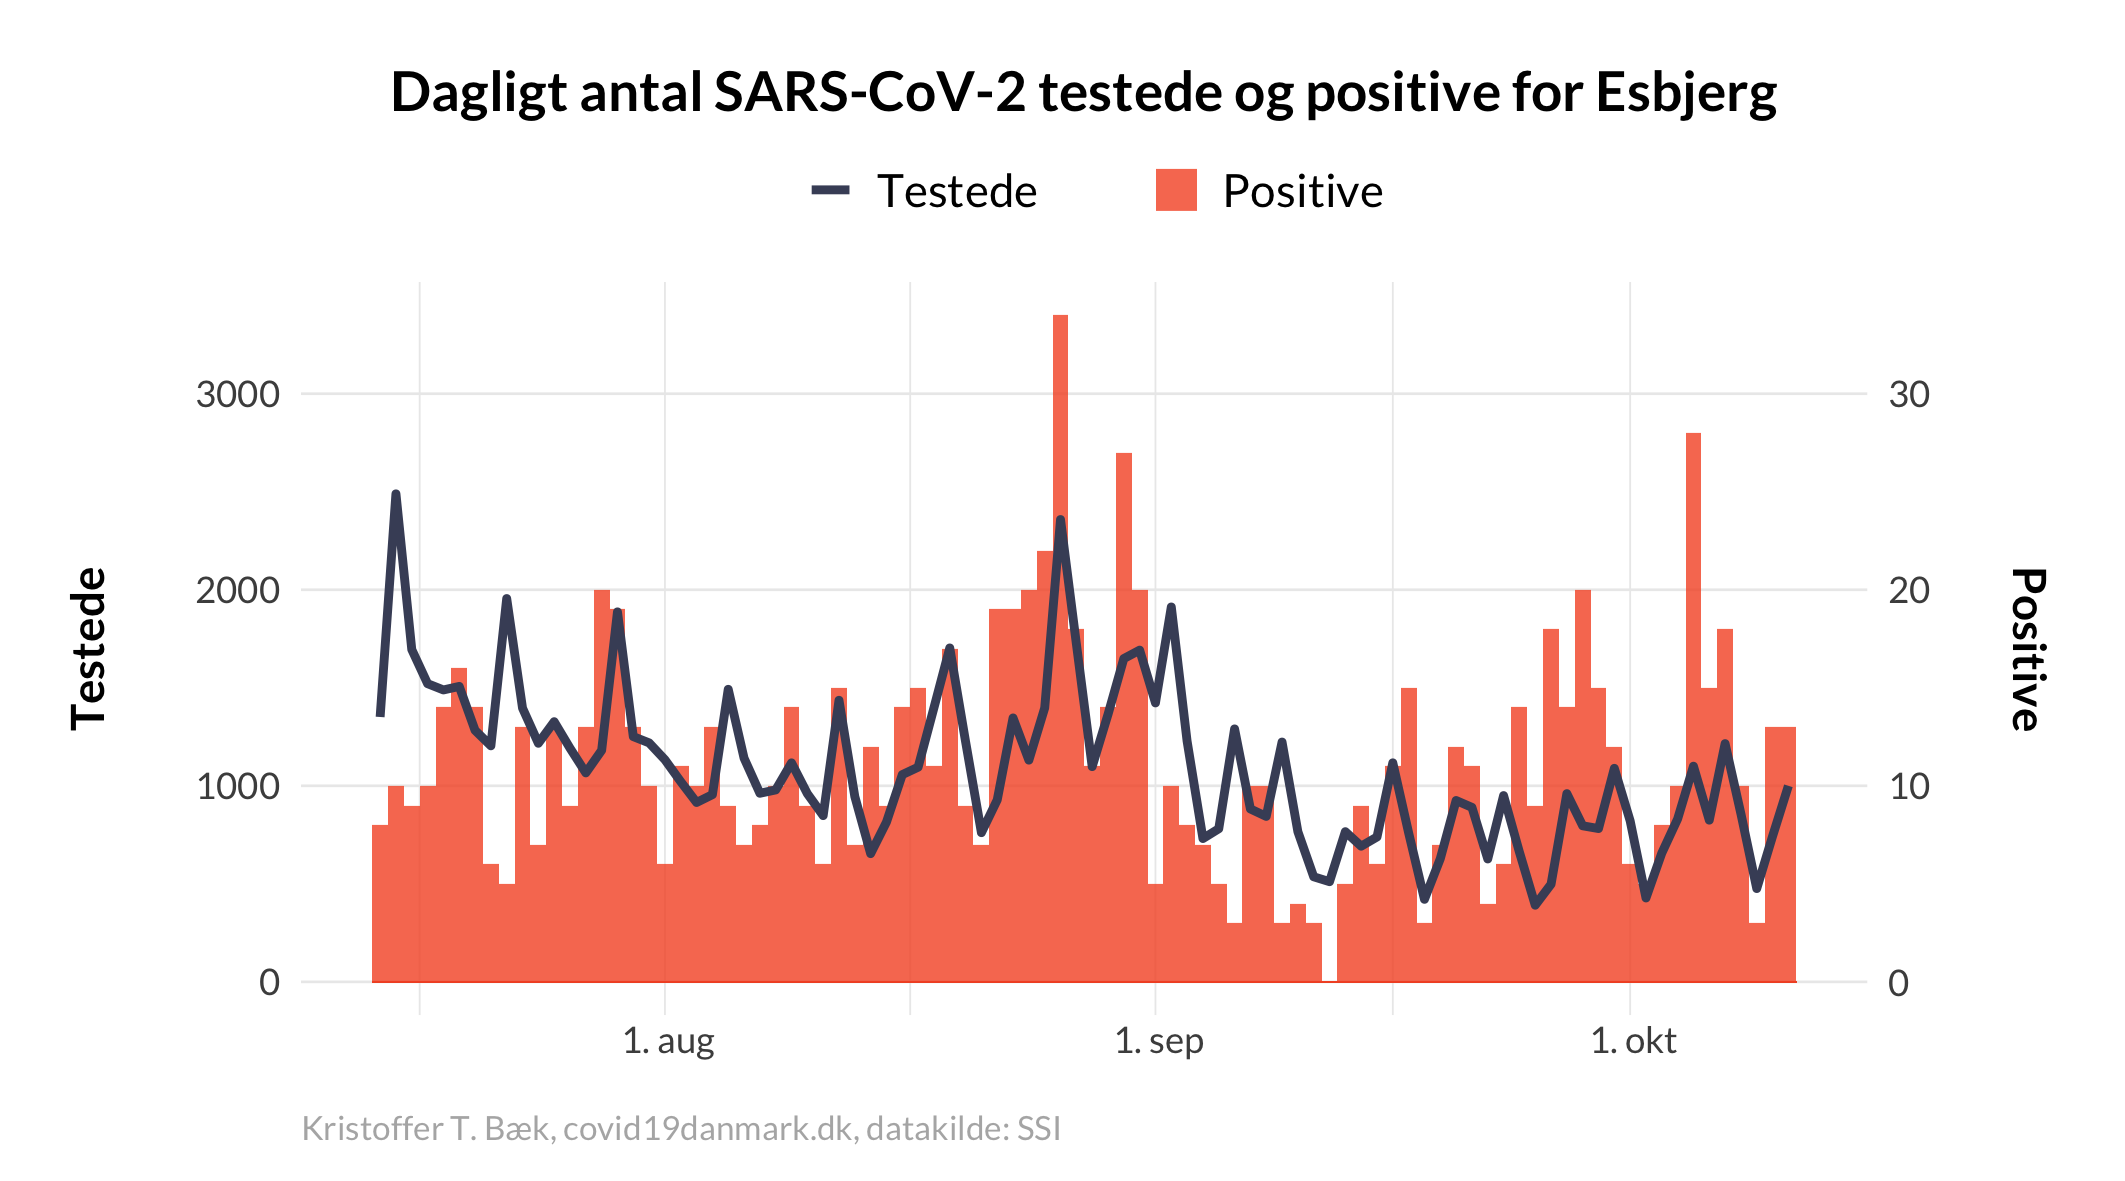 Dagligt antal SARS-CoV-2 testede og positive for Esbjerg
Testede
Positive
3000
2000
1000
0
30
20
10
0
Testede
Positive
1. aug
1. sep
1. okt
Kristoffer T. Bæk, covid19danmark.dk, datakilde: SSI